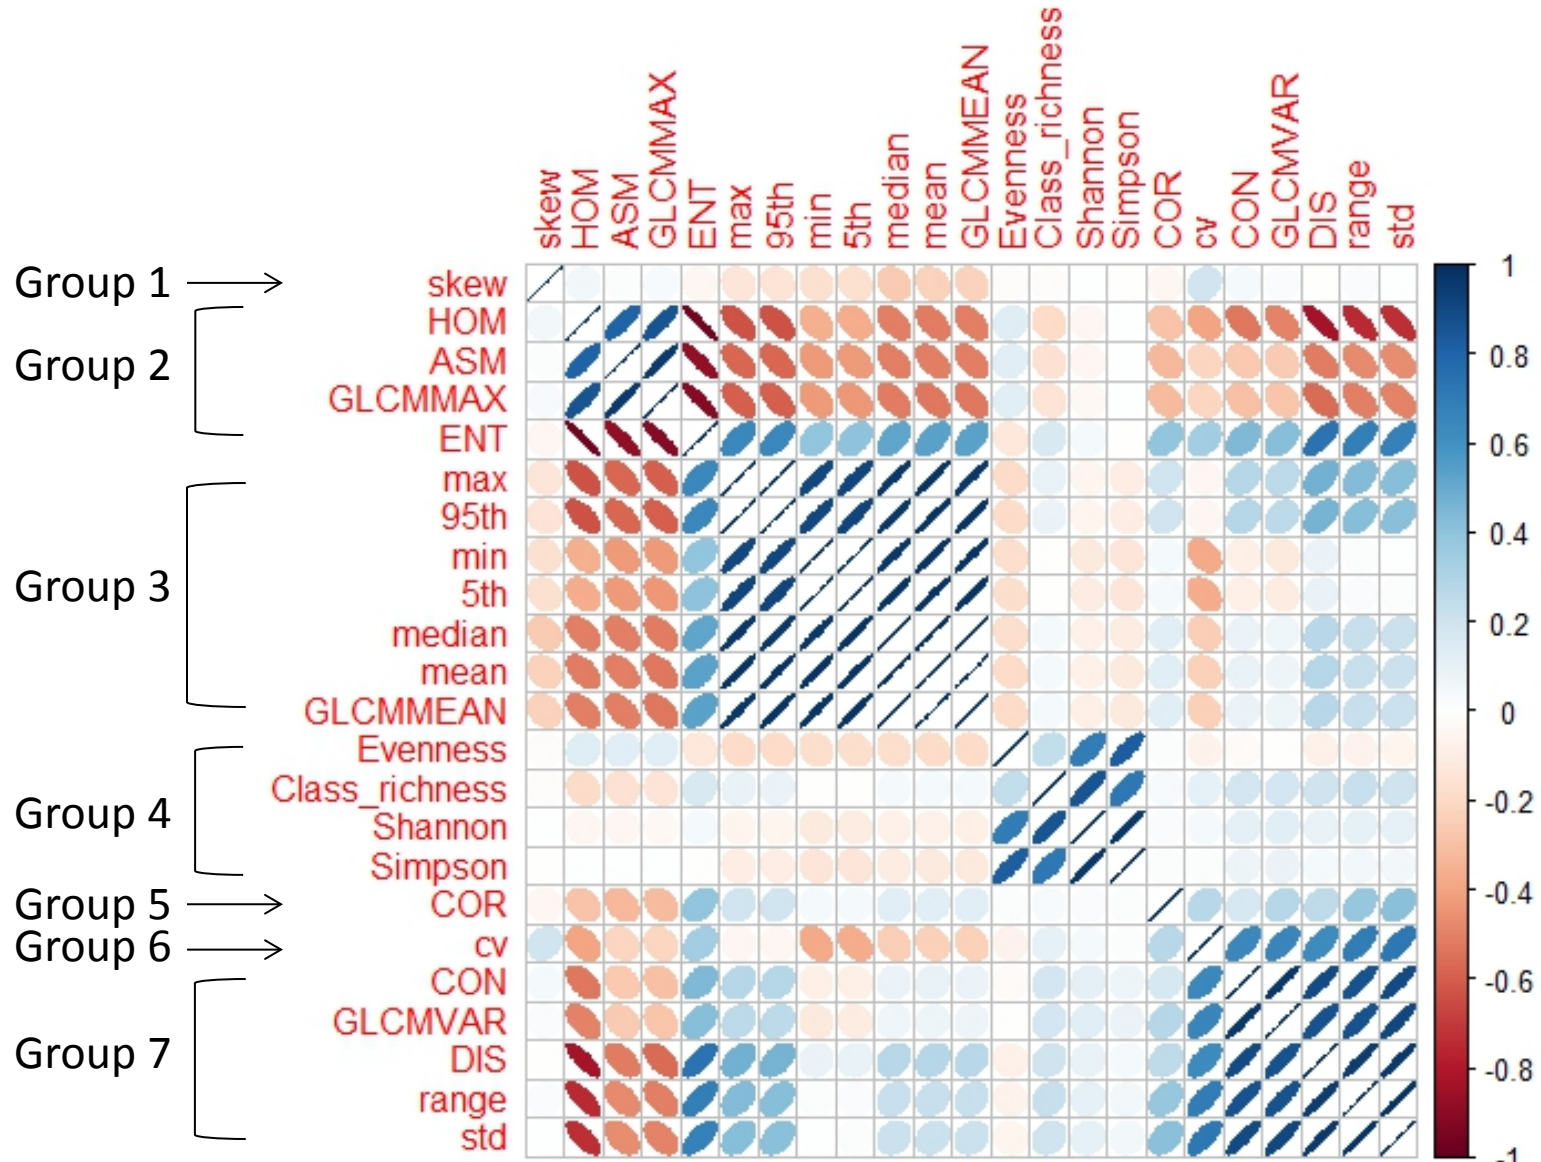 skew
HOM
ASM
GLCMMAX
ENT
max
95th
min
5th
median
mean
GLCMMEAN
Evenness
Class_richness
Shannon
Simpson
COR
cv
CON
GLCMVAR
DIS
range
std
Group 1
Group 2
Group 3
Group 4
Group 5
Group 6
Group 7
skew
HOM
ASM
GLCMMAX
ENT
max
95th
min
5th
median
mean
GLCMMEAN
Evenness
Class_richness
Shannon
Simpson
COR
cv
CON
GLCMVAR
DIS
range
std
1
0.8
0.6
0.4
0.2
0
-0.2
-0.4
-0.6
-0.8
-1